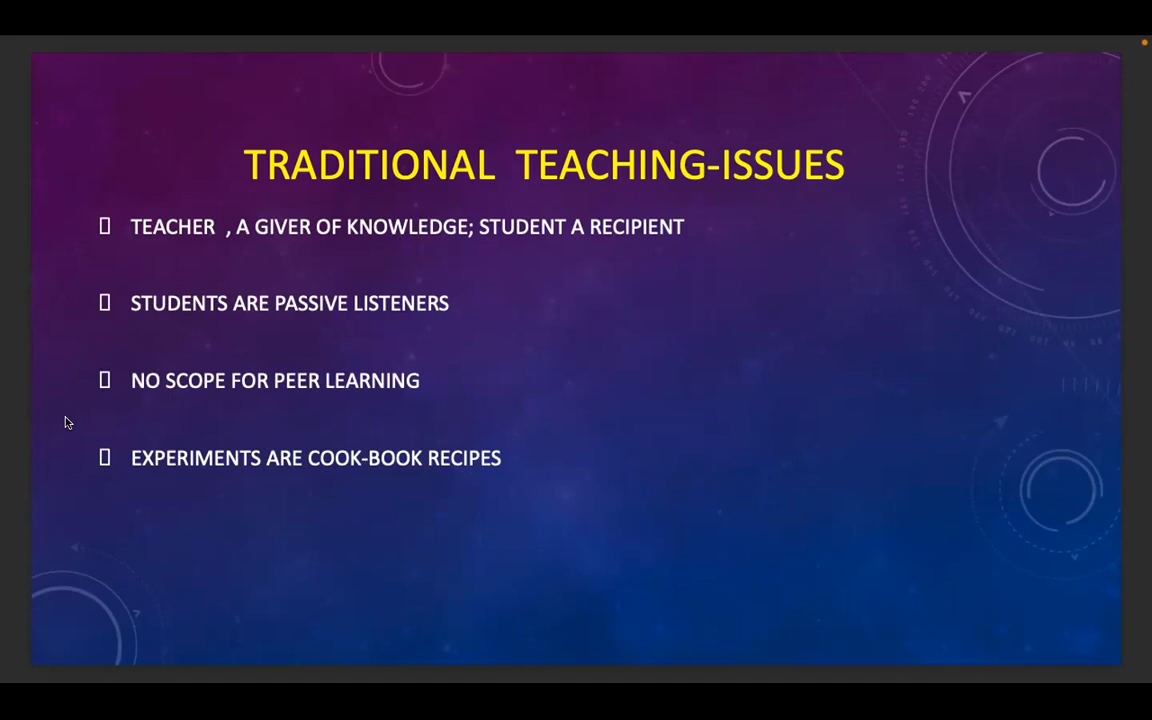 TRADITIONAL TEACHING-ISSUES
TEACHER , A GIVER OF KNOWLEDGE; STUDENT A RECIPIENT
STUDENTS ARE PASSIVE LISTENERS
NO SCOPE FOR PEER LEARNING
EXPERIMENTS ARE COOK-BOOK RECIPES